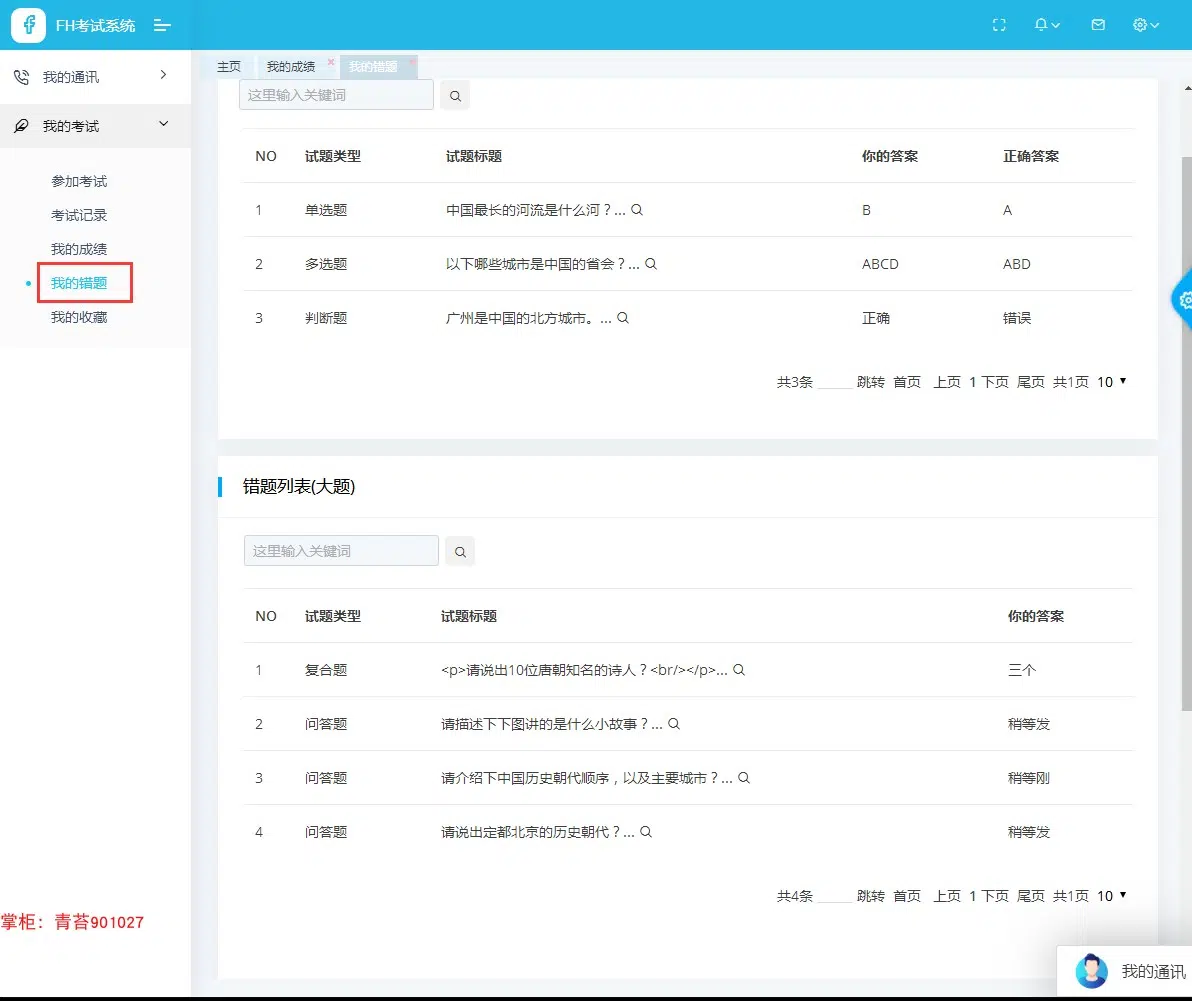 FH考试系统
主页 我的成绩 我的错题
我的通讯
我的考试
参加考试
考试记录
我的成绩
我的错题
我的收藏
这里输入关键词
NO 试题类型 试题标题 你的答案 正确答案
1 单选题 中国最长的河流是什么河？... B A
2 多选题 以下哪些城市是中国的省会？... ABCD ABD
3 判断题 广州是中国的北方城市。... 正确 错误
共3条 跳转 首页 上页 1 下页 尾页 共1页 10
错题列表(大题)
这里输入关键词
NO 试题类型 试题标题 你的答案
1 复合题 <p>请说出10位唐朝知名的诗人？<br/></p>... 三个
2 问答题 请描述下下图讲的是什么小故事？... 稍等发
3 问答题 请介绍下中国历史朝代顺序，以及主要城市？... 稍等刚
4 问答题 请说出定都北京的历史朝代？... 稍等发
共4条 跳转 首页 上页 1 下页 尾页 共1页 10
掌柜：青苔901027
我的通讯